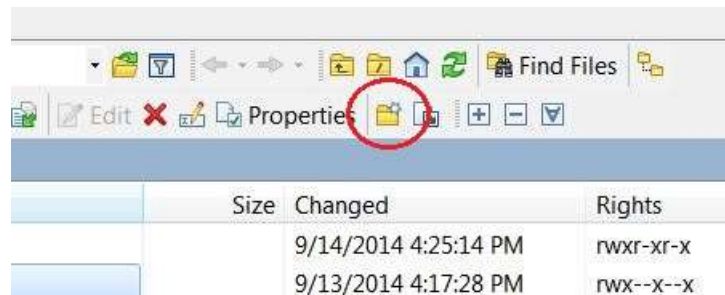 Find Files
Edit Properties
Size Changed Rights
9/14/2014 4:25:14 PM rwxr-xr-x
9/13/2014 4:17:28 PM rwx--x--x